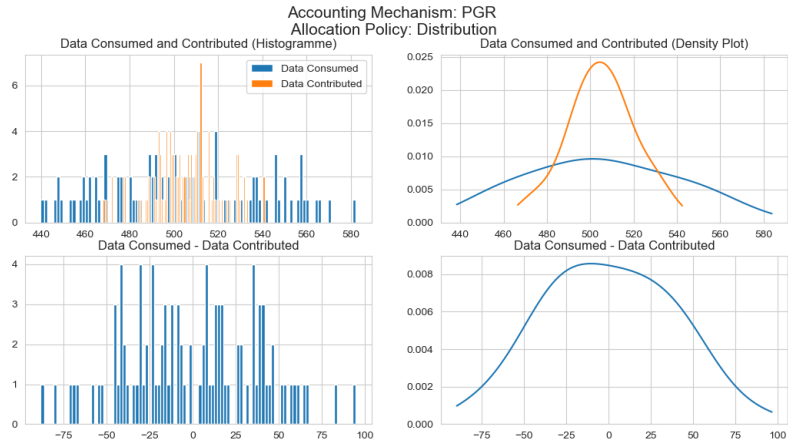 Accounting Mechanism: PGR
Allocation Policy: Distribution
Data Consumed and Contributed (Histogramme)
Data Consumed
Data Contributed
6
4
2
0
440 460 480 500 520 540 560 580
Data Consumed and Contributed (Density Plot)
0.025
0.020
0.015
0.010
0.005
0.000
440 460 480 500 520 540 560 580
Data Consumed - Data Contributed
4
3
2
1
0
−75 −50 −25 0 25 50 75 100
Data Consumed - Data Contributed
0.008
0.006
0.004
0.002
0.000
−75 −50 −25 0 25 50 75 100